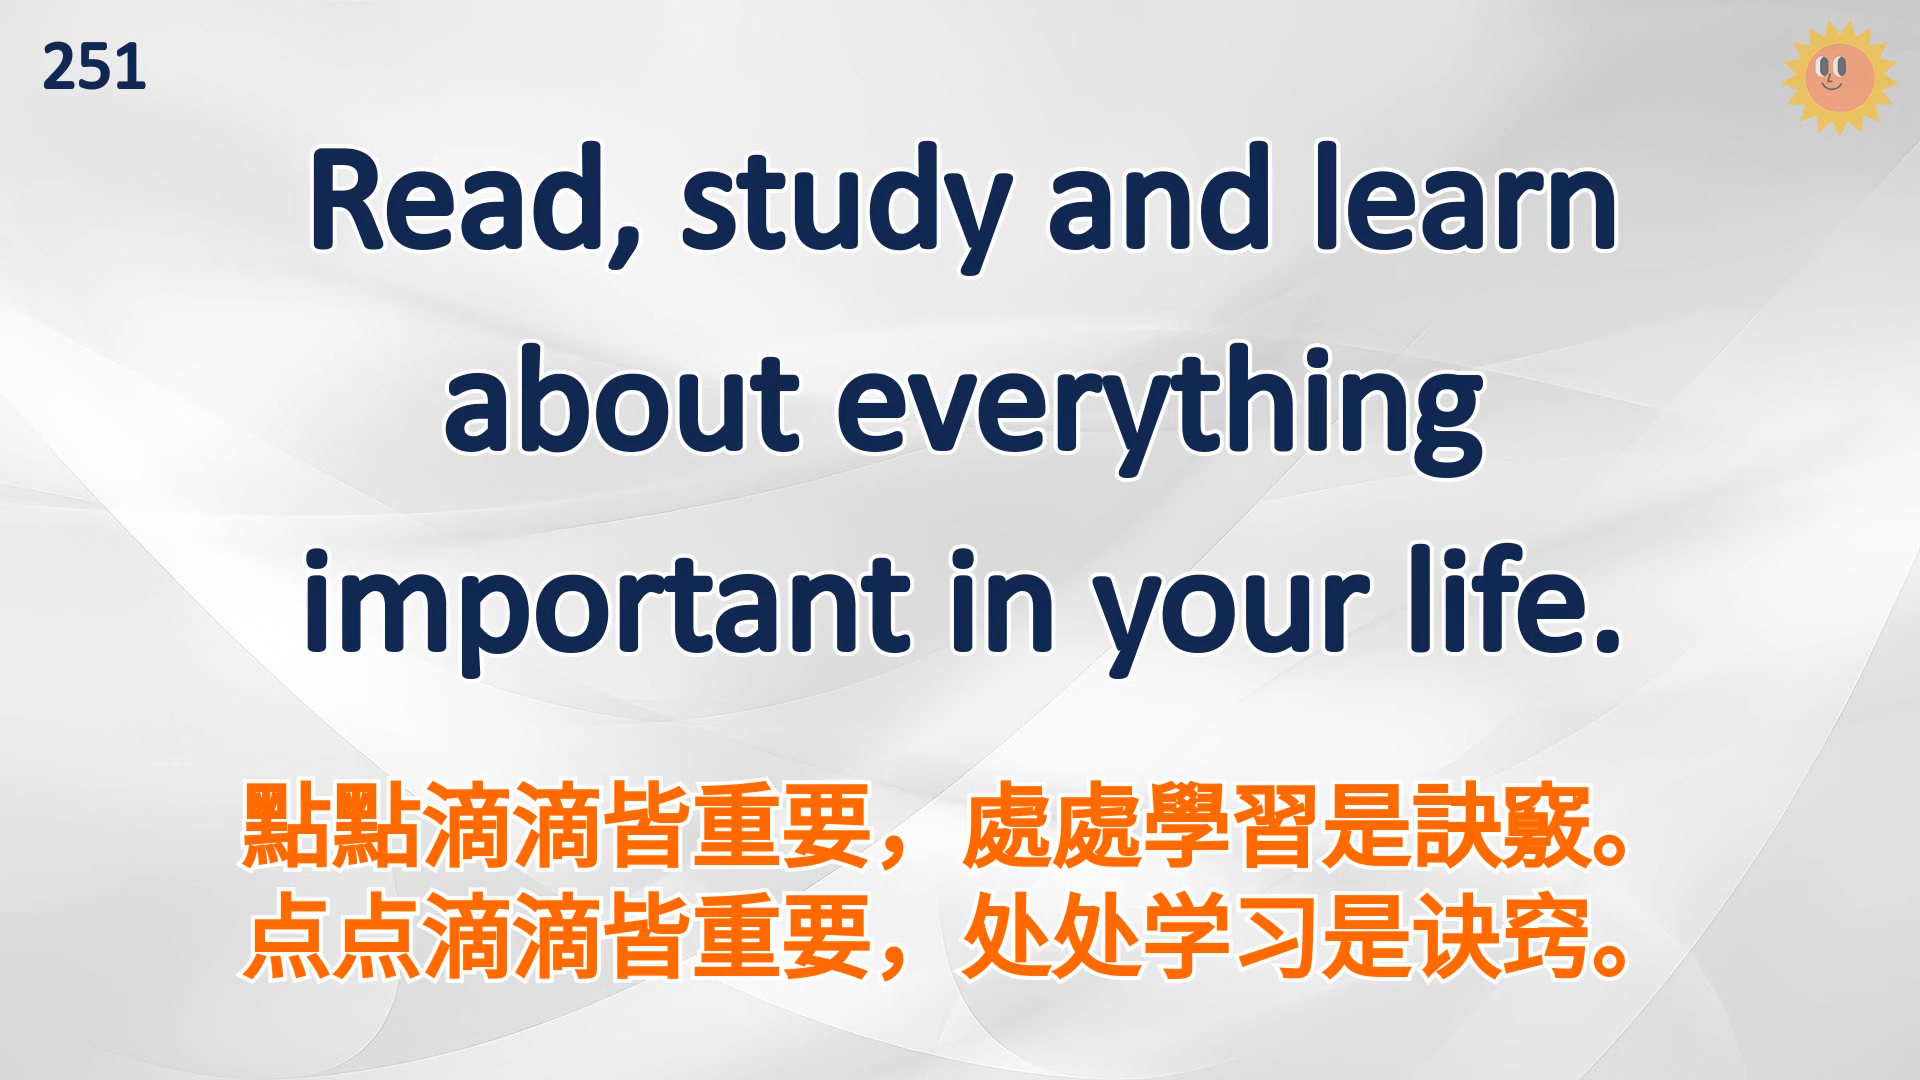 251
Read, study and learn
about everything
important in your life.
點點滴滴皆重要，處處學習是訣竅。
点点滴滴皆重要，处处学习是诀窍。